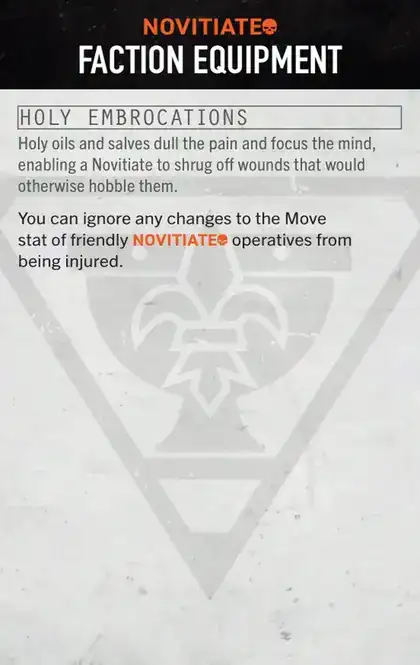 NOVITIATE
FACTION EQUIPMENT
HOLY EMBROCATIONS
Holy oils and salves dull the pain and focus the mind,
enabling a Novitiate to shrug off wounds that would
otherwise hobble them.
You can ignore any changes to the Move
stat of friendly NOVITIATE operatives from
being injured.